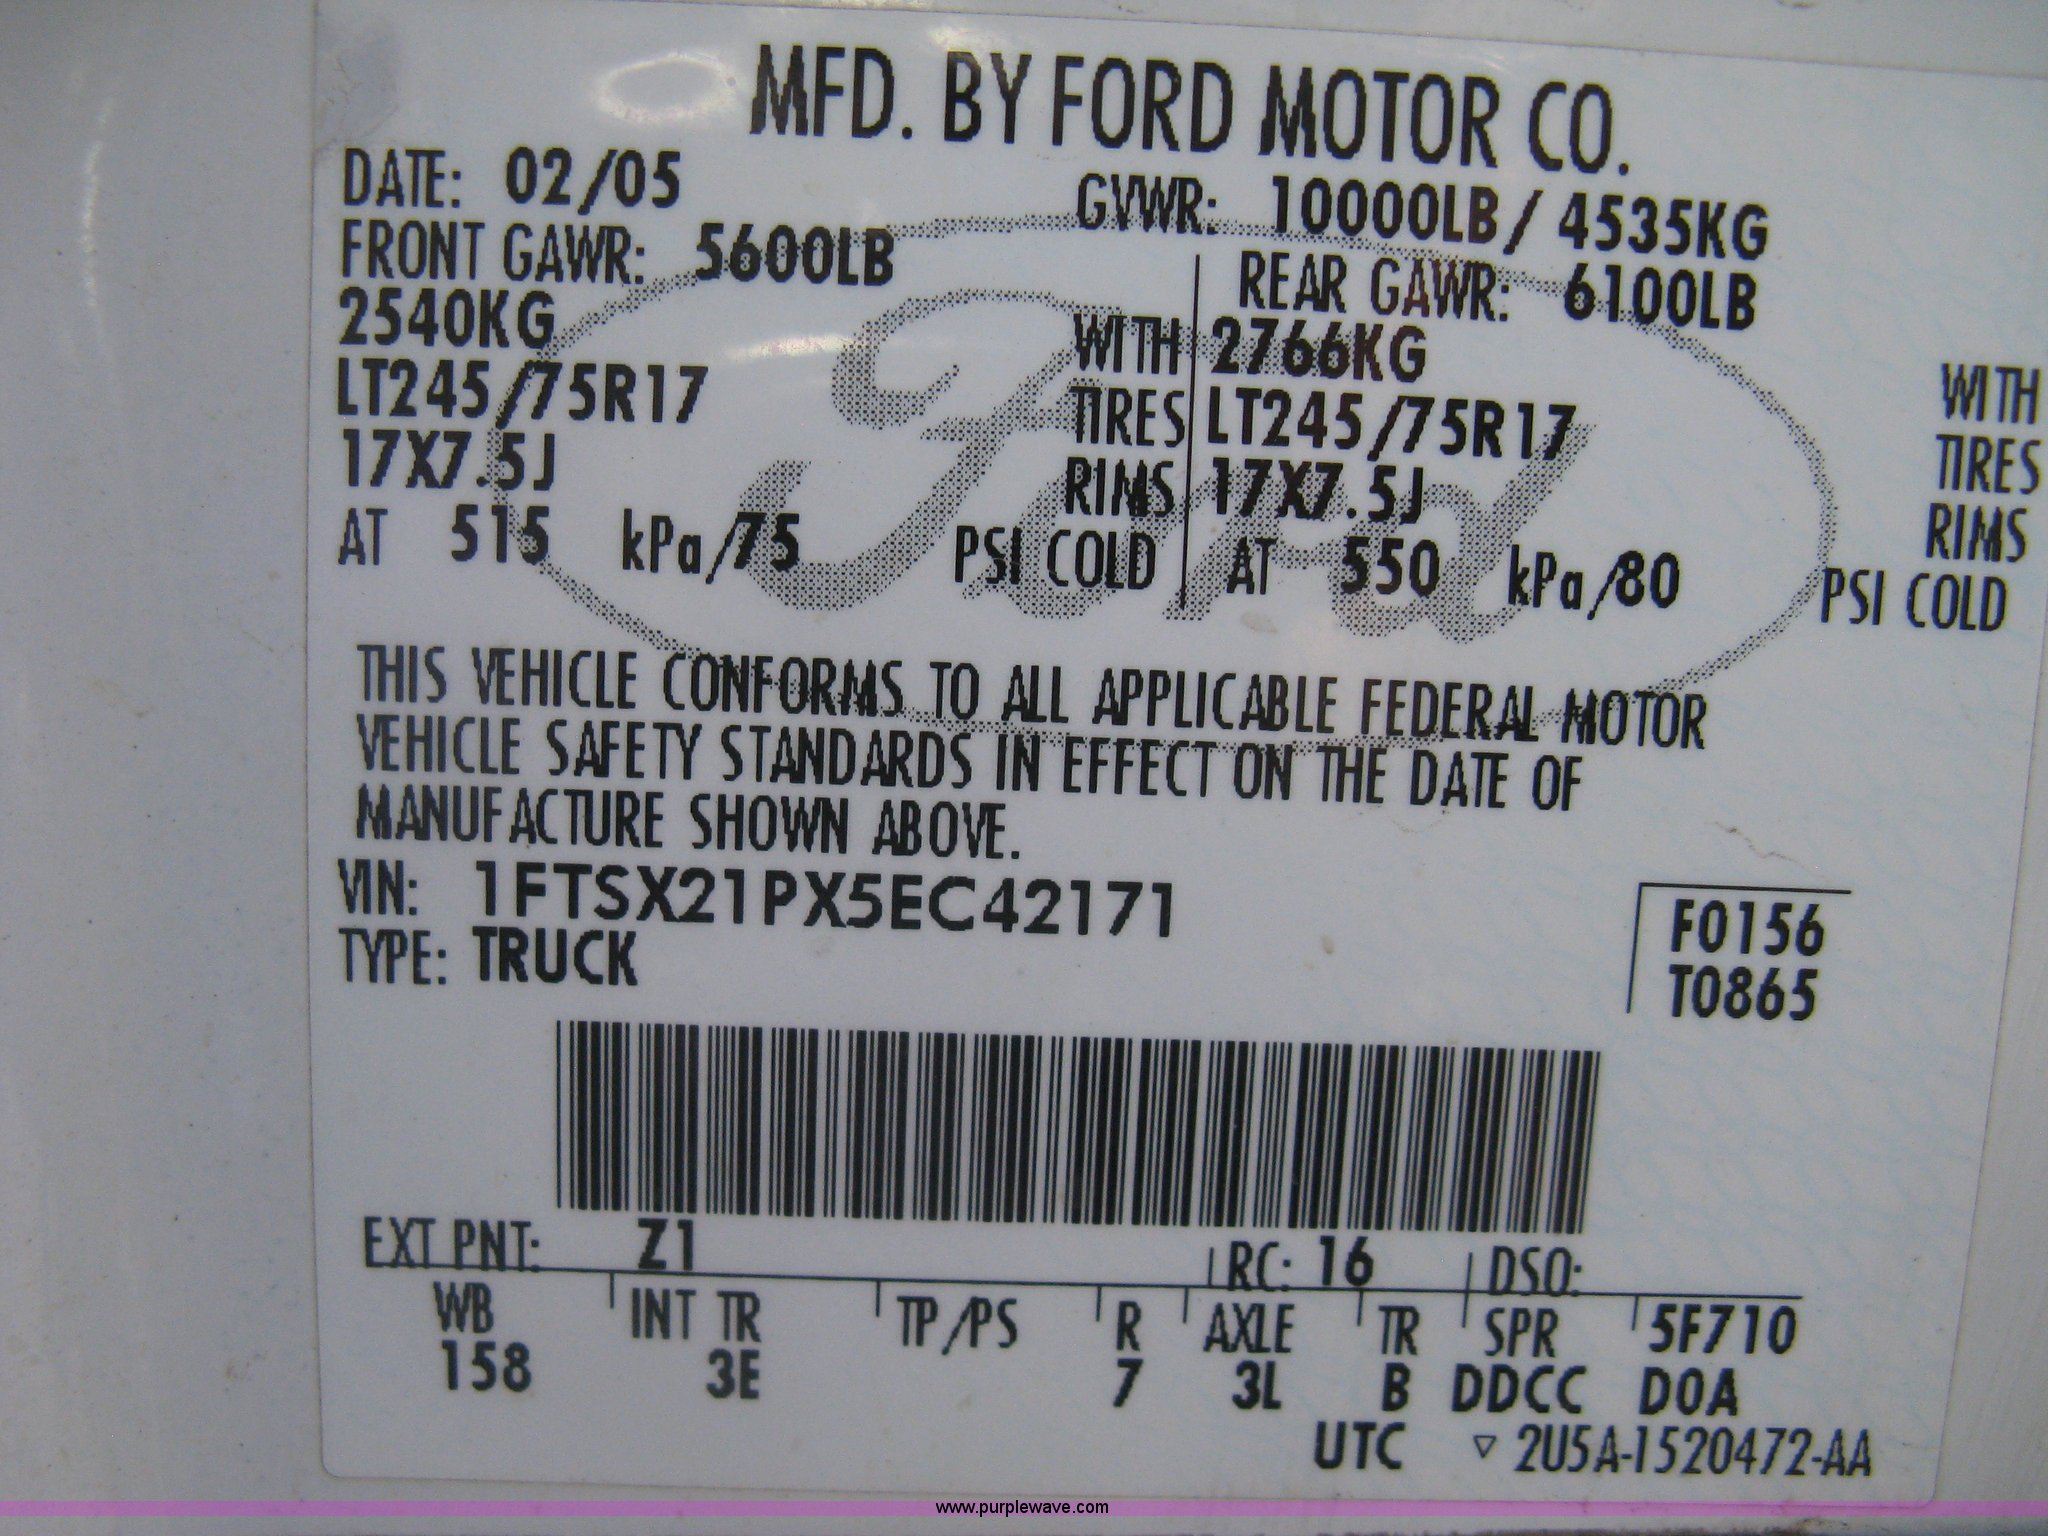 MFD. BY FORD MOTOR CO.
DATE: 02/05 GVWR: 10000LB/4535KG
FRONT GAWR: 5600LB REAR GAWR: 6100LB
2540KG WITH 2766KG WITH
LT245/75R17 TIRES LT245/75R17 TIRES
17X7.5J RIMS 17X7.5J RIMS
AT 515 kPa/75 PSI COLD AT 550 kPa/80 PSI COLD
Ford
THIS VEHICLE CONFORMS TO ALL APPLICABLE FEDERAL MOTOR
VEHICLE SAFETY STANDARDS IN EFFECT ON THE DATE OF
MANUFACTURE SHOWN ABOVE.
VIN: 1FTSX21PX5EC42171 F0156
TYPE: TRUCK T0865
EXT PNT: Z1 RC: 16 DSO:
WB INT TR TP/PS R AXLE TR SPR 5F710
158 3E 7 3L B DDCC DOA
UTC ▽ 2U5A-1520472-AA
www.purplewave.com